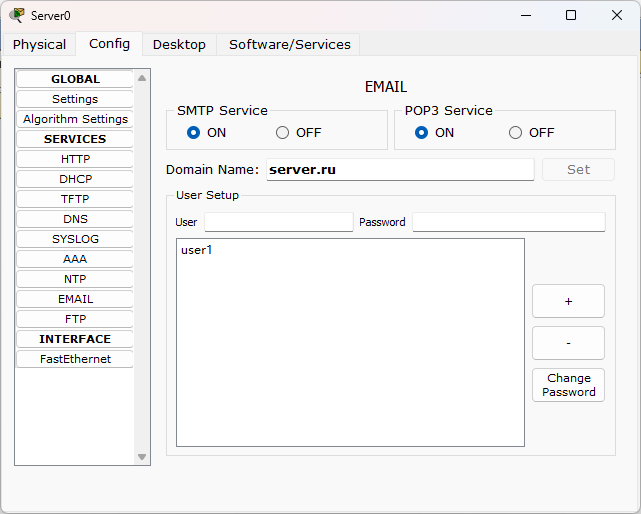 Server0
Physical Config Desktop Software/Services
GLOBAL
Settings
Algorithm Settings
SERVICES
HTTP
DHCP
TFTP
DNS
SYSLOG
AAA
NTP
EMAIL
FTP
INTERFACE
FastEthernet
EMAIL
SMTP Service
ON OFF
POP3 Service
ON OFF
Domain Name: server.ru Set
User Setup
User Password
user1
+
-
Change
Password